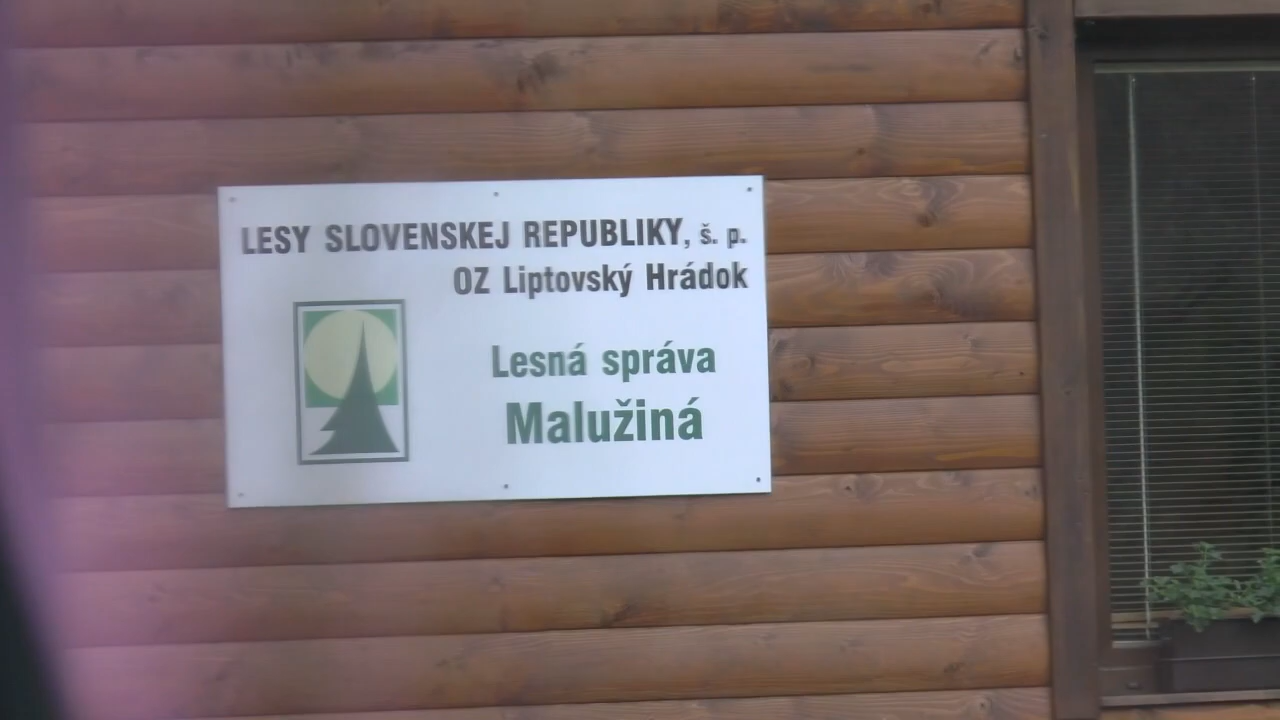 LESY SLOVENSKEJ REPUBLIKY, š. p.
OZ Liptovský Hrádok
Lesná správa
Malužiná